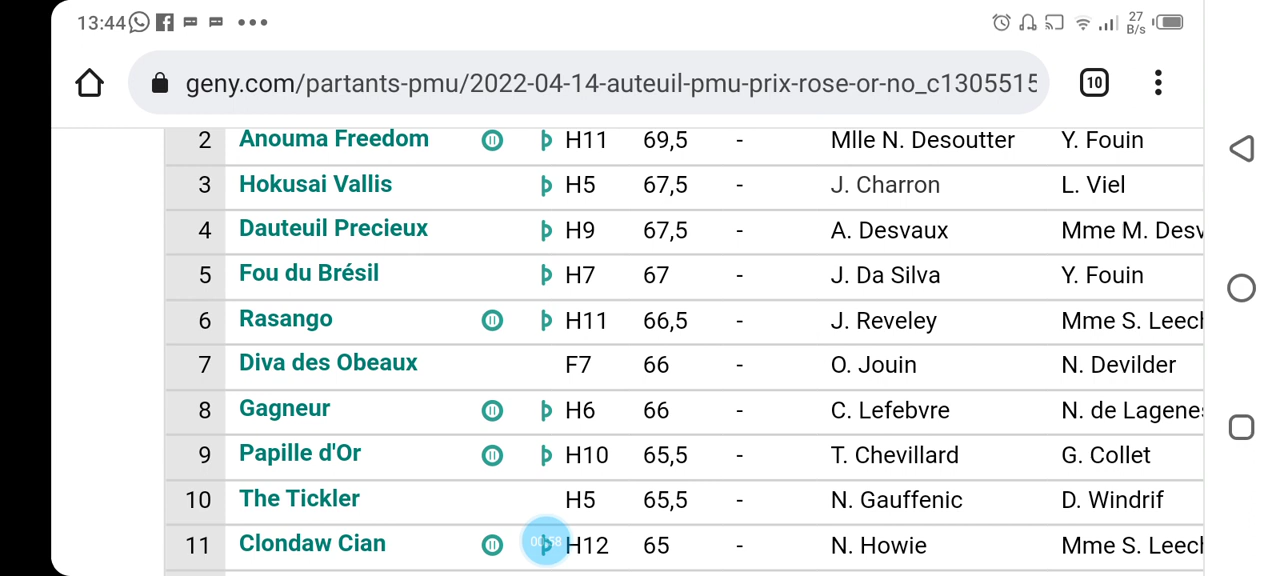 13:44 27 B/s
geny.com/partants-pmu/2022-04-14-auteuil-pmu-prix-rose-or-no_c1305515 10
2 Anouma Freedom H11 69,5 - Mlle N. Desoutter Y. Fouin
3 Hokusai Vallis H5 67,5 - J. Charron L. Viel
4 Dauteuil Precieux H9 67,5 - A. Desvaux Mme M. Desv
5 Fou du Brésil H7 67 - J. Da Silva Y. Fouin
6 Rasango H11 66,5 - J. Reveley Mme S. Leech
7 Diva des Obeaux F7 66 - O. Jouin N. Devilder
8 Gagneur H6 66 - C. Lefebvre N. de Lagenes
9 Papille d'Or H10 65,5 - T. Chevillard G. Collet
10 The Tickler H5 65,5 - N. Gauffenic D. Windrif
11 Clondaw Cian H12 65 - N. Howie Mme S. Leech